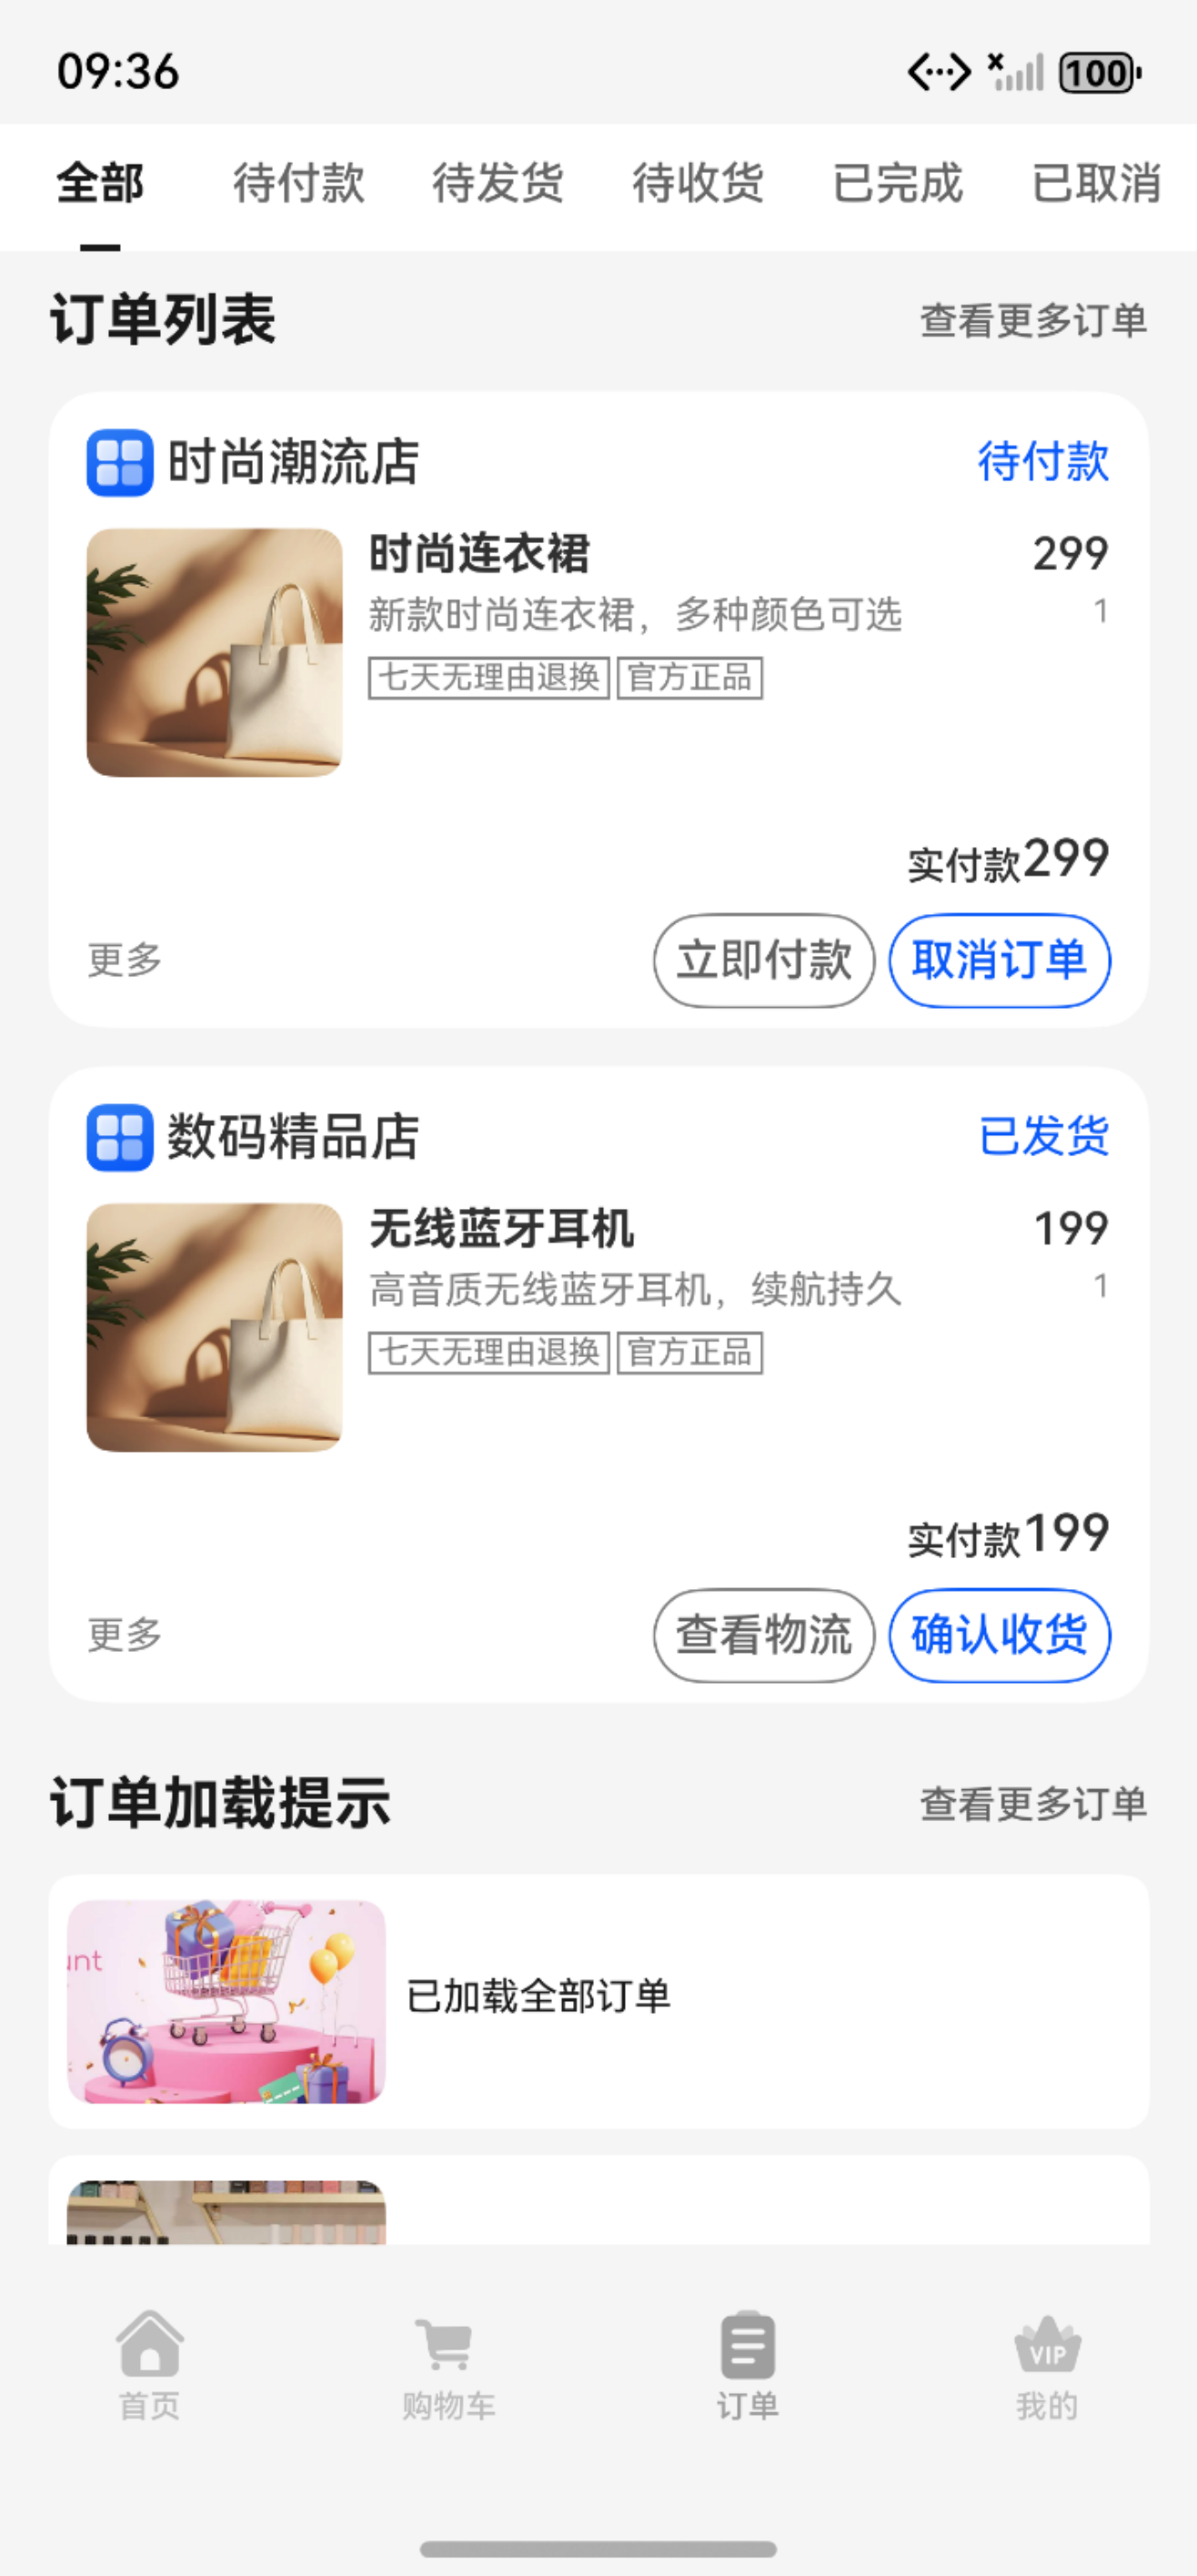 09:36
100
全部 待付款 待发货 待收货 已完成 已取消
订单列表 查看更多订单
时尚潮流店 待付款
时尚连衣裙 299
新款时尚连衣裙，多种颜色可选 1
七天无理由退换 官方正品
实付款299
更多 立即付款 取消订单
数码精品店 已发货
无线蓝牙耳机 199
高音质无线蓝牙耳机，续航持久 1
七天无理由退换 官方正品
实付款199
更多 查看物流 确认收货
订单加载提示 查看更多订单
unt
已加载全部订单
VIP
首页 购物车 订单 我的